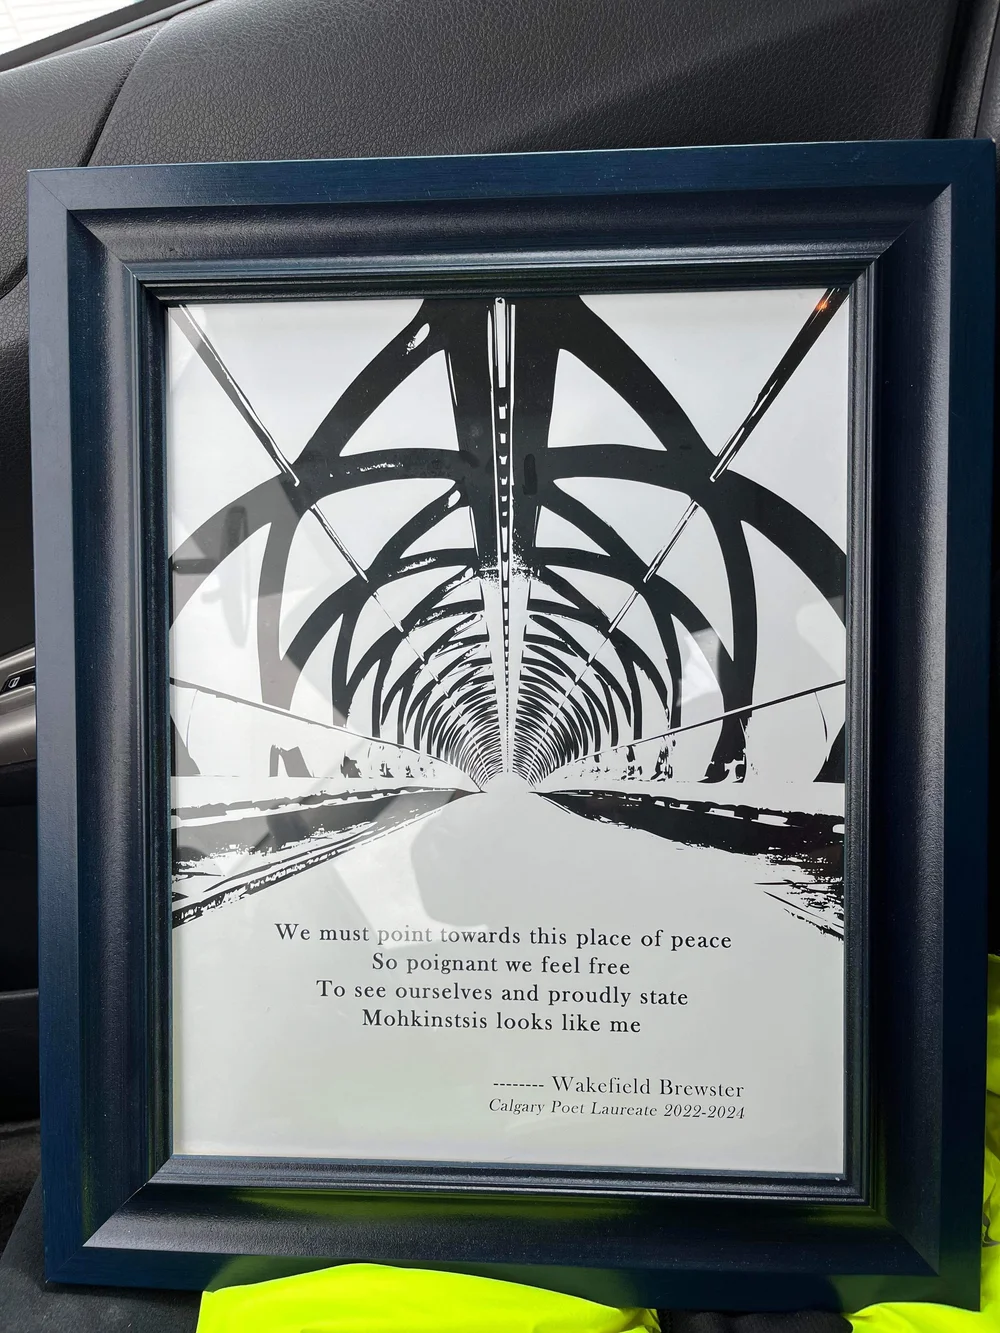 We must point towards this place of peace
So poignant we feel free
To see ourselves and proudly state
Mohkinstsis looks like me
-------- Wakefield Brewster
Calgary Poet Laureate 2022-2024